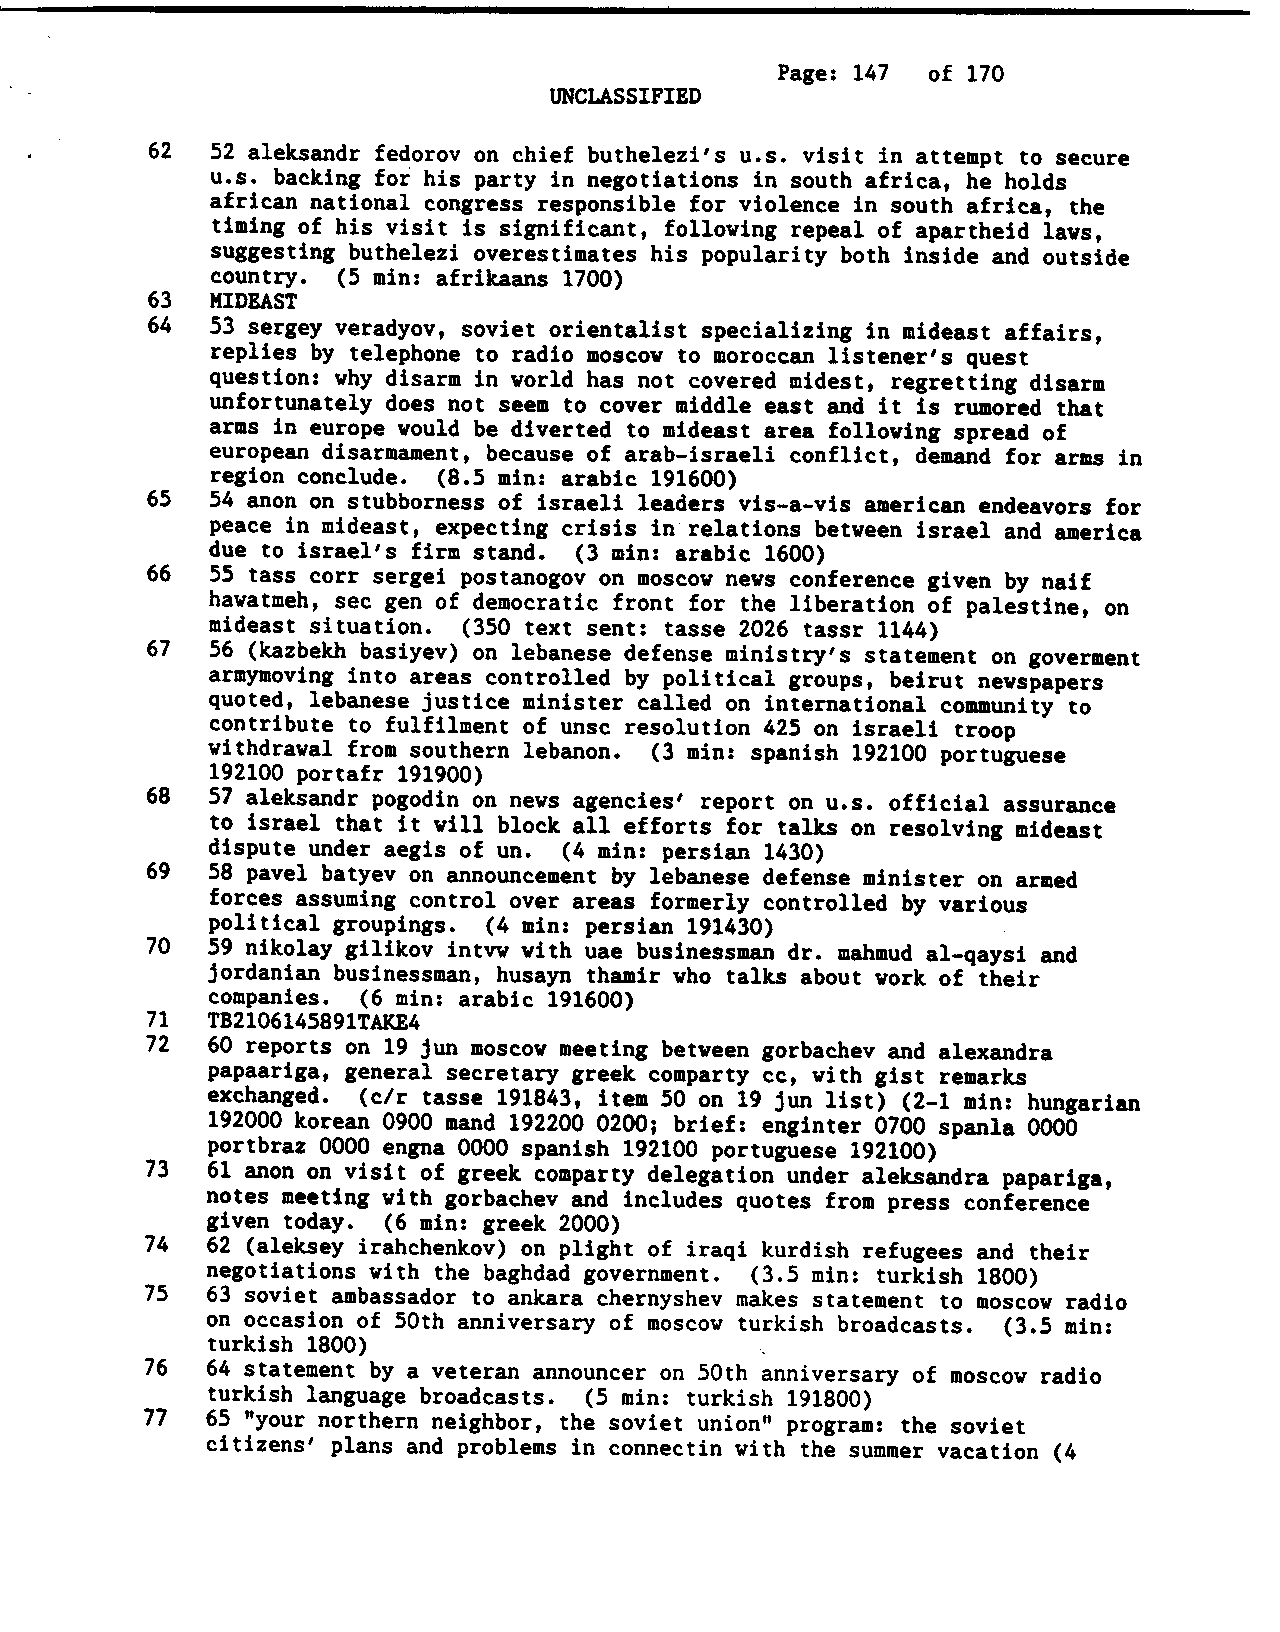 Page: 147 of 170
UNCLASSIFIED
62 52 aleksandr fedorov on chief buthelezi's u.s. visit in attempt to secure
u.s. backing for his party in negotiations in south africa, he holds
african national congress responsible for violence in south africa, the
timing of his visit is significant, following repeal of apartheid laws,
suggesting buthelezi overestimates his popularity both inside and outside
country. (5 min: afrikaans 1700)
63 MIDEAST
64 53 sergey veradyov, soviet orientalist specializing in mideast affairs,
replies by telephone to radio moscow to moroccan listener's quest
question: why disarm in world has not covered midest, regretting disarm
unfortunately does not seem to cover middle east and it is rumored that
arms in europe would be diverted to mideast area following spread of
european disarmament, because of arab-israeli conflict, demand for arms in
region conclude. (8.5 min: arabic 191600)
65 54 anon on stubborness of israeli leaders vis-a-vis american endeavors for
peace in mideast, expecting crisis in relations between israel and america
due to israel's firm stand. (3 min: arabic 1600)
66 55 tass corr sergei postanogov on moscow news conference given by naif
hawatmeh, sec gen of democratic front for the liberation of palestine, on
mideast situation. (350 text sent: tasse 2026 tassr 1144)
67 56 (kazbekh basiyev) on lebanese defense ministry's statement on goverment
armymoving into areas controlled by political groups, beirut newspapers
quoted, lebanese justice minister called on international community to
contribute to fulfilment of unsc resolution 425 on israeli troop
withdrawal from southern lebanon. (3 min: spanish 192100 portuguese
192100 portafr 191900)
68 57 aleksandr pogodin on news agencies' report on u.s. official assurance
to israel that it will block all efforts for talks on resolving mideast
dispute under aegis of un. (4 min: persian 1430)
69 58 pavel batyev on announcement by lebanese defense minister on armed
forces assuming control over areas formerly controlled by various
political groupings. (4 min: persian 191430)
70 59 nikolay gilikov intvw with uae businessman dr. mahmud al-qaysi and
jordanian businessman, husayn thamir who talks about work of their
companies. (6 min: arabic 191600)
71 TB2106145891TAKE4
72 60 reports on 19 jun moscow meeting between gorbachev and alexandra
papaariga, general secretary greek comparty cc, with gist remarks
exchanged. (c/r tasse 191843, item 50 on 19 jun list) (2-1 min: hungarian
192000 korean 0900 mand 192200 0200; brief: enginter 0700 spanla 0000
portbraz 0000 engna 0000 spanish 192100 portuguese 192100)
73 61 anon on visit of greek comparty delegation under aleksandra papariga,
notes meeting with gorbachev and includes quotes from press conference
given today. (6 min: greek 2000)
74 62 (aleksey irahchenkov) on plight of iraqi kurdish refugees and their
negotiations with the baghdad government. (3.5 min: turkish 1800)
75 63 soviet ambassador to ankara chernyshev makes statement to moscow radio
on occasion of 50th anniversary of moscow turkish broadcasts. (3.5 min:
turkish 1800)
76 64 statement by a veteran announcer on 50th anniversary of moscow radio
turkish language broadcasts. (5 min: turkish 191800)
77 65 "your northern neighbor, the soviet union" program: the soviet
citizens' plans and problems in connectin with the summer vacation (4